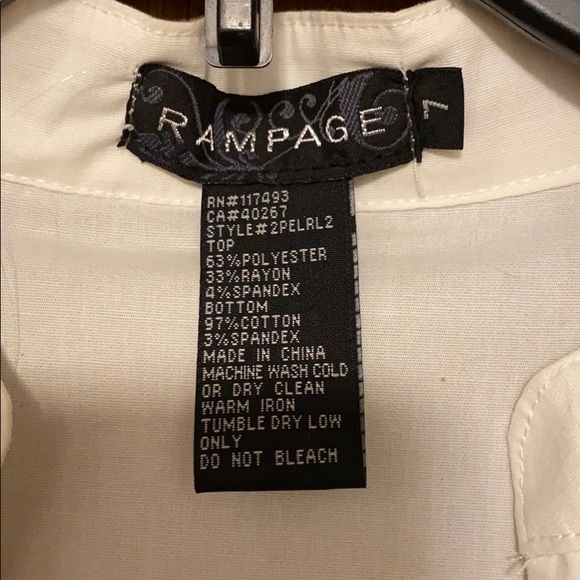 RAMPAGE
7
RN#117493
CA#40267
STYLE#2PELRL2
TOP
63%POLYESTER
33%RAYON
4%SPANDEX
BOTTOM
97%COTTON
3%SPANDEX
MADE IN CHINA
MACHINE WASH COLD
OR DRY CLEAN
WARM IRON
TUMBLE DRY LOW
ONLY
DO NOT BLEACH